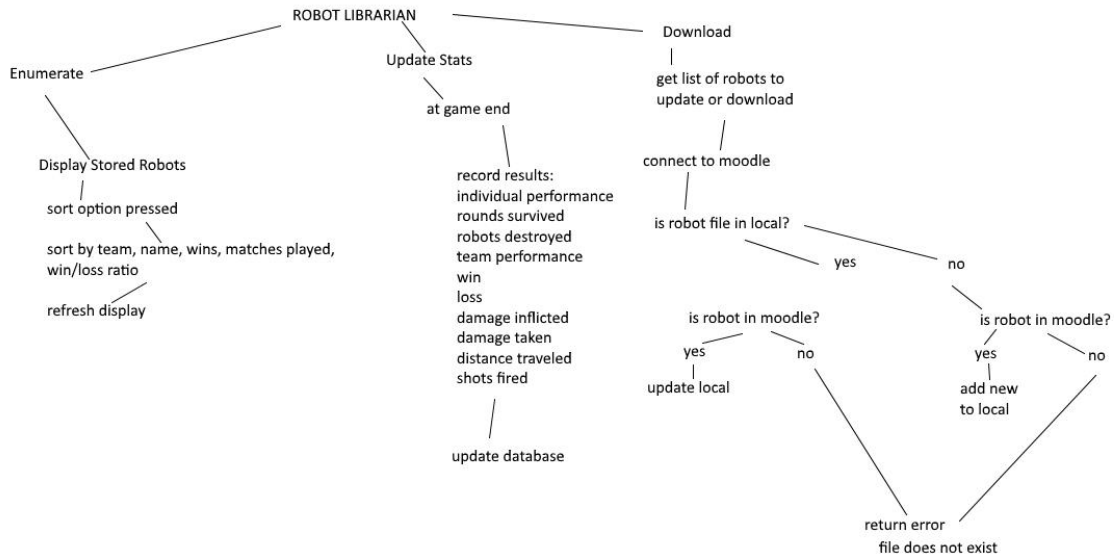 ROBOT LIBRARIAN
Enumerate
Display Stored Robots
sort option pressed
sort by team, name, wins, matches played,
win/loss ratio
refresh display
Update Stats
at game end
record results:
individual performance
rounds survived
robots destroyed
team performance
win
loss
damage inflicted
damage taken
distance traveled
shots fired
update database
Download
get list of robots to
update or download
connect to moodle
is robot file in local?
yes
no
is robot in moodle?
yes
no
update local
is robot in moodle?
yes
no
add new
to local
return error
file does not exist